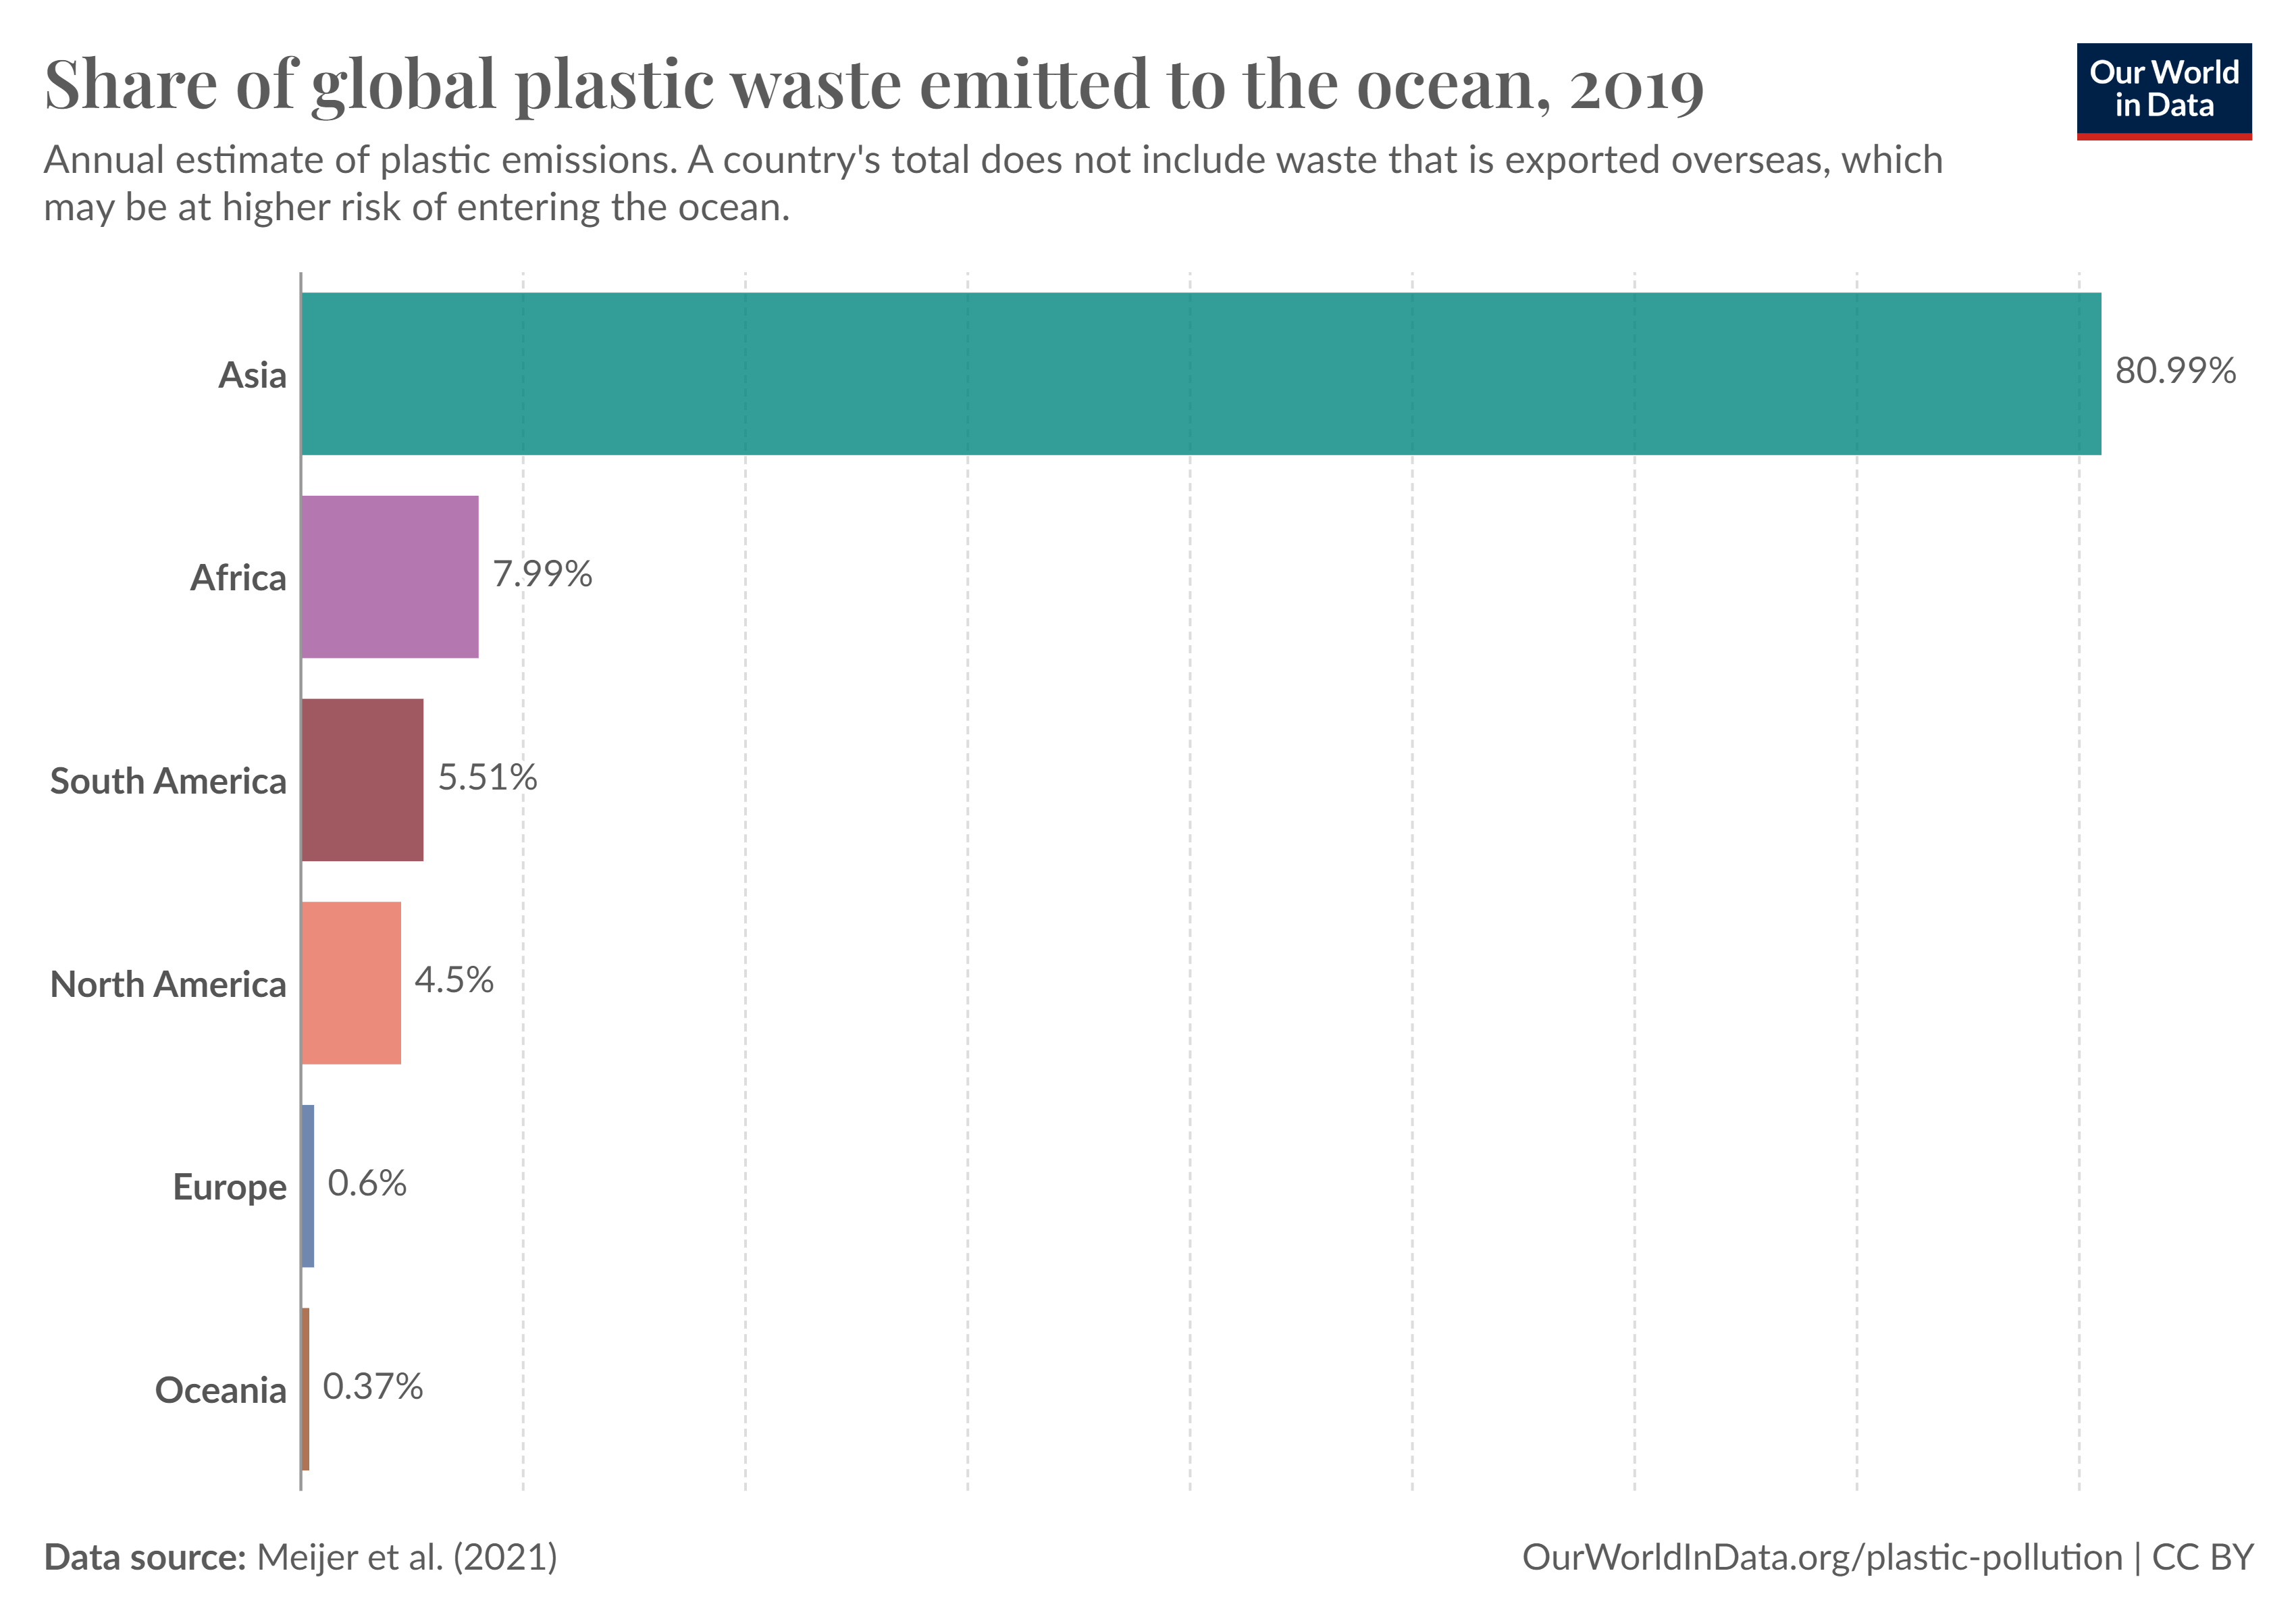 Share of global plastic waste emitted to the ocean, 2019
Our World
in Data
Annual estimate of plastic emissions. A country's total does not include waste that is exported overseas, which
may be at higher risk of entering the ocean.
Asia
80.99%
Africa
7.99%
South America
5.51%
North America
4.5%
Europe
0.6%
Oceania
0.37%
Data source: Meijer et al. (2021)
OurWorldInData.org/plastic-pollution | CC BY